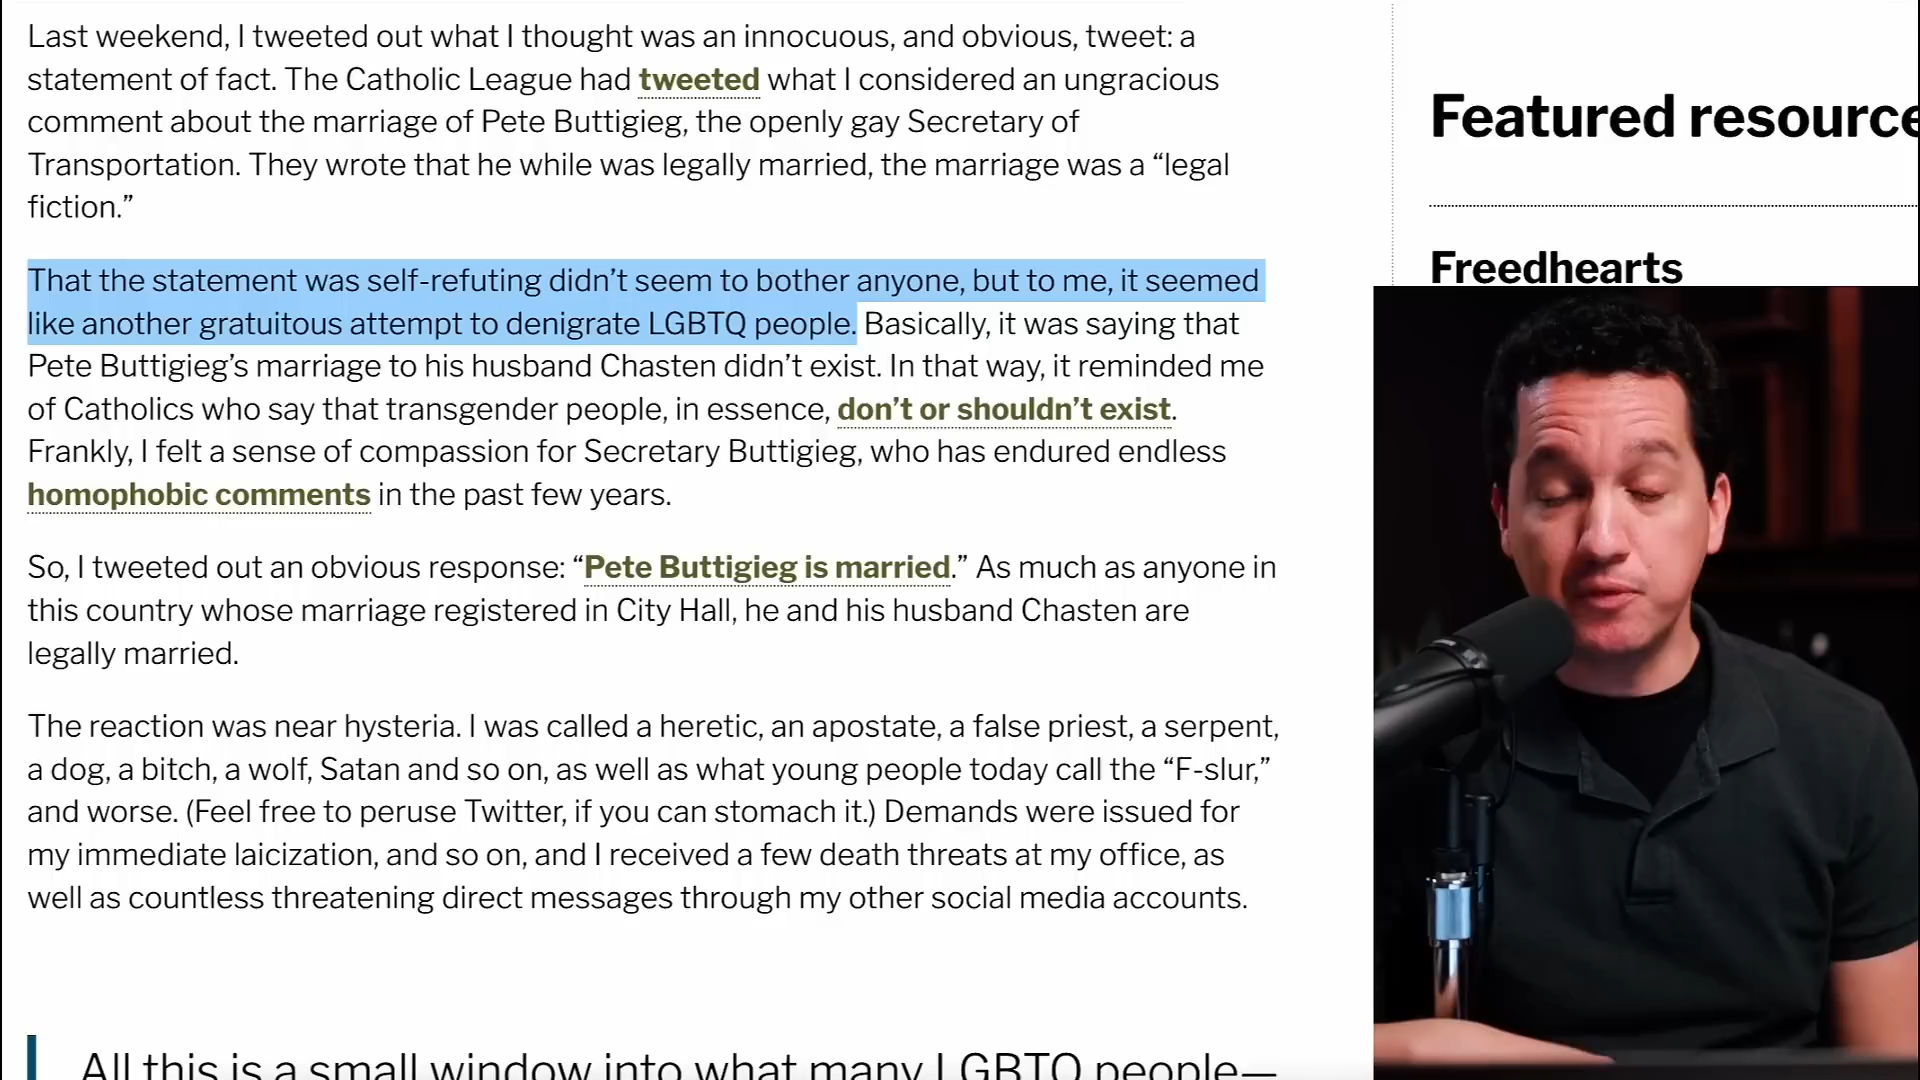 Last weekend, I tweeted out what I thought was an innocuous, and obvious, tweet: a
statement of fact. The Catholic League had tweeted what I considered an ungracious
comment about the marriage of Pete Buttigieg, the openly gay Secretary of
Transportation. They wrote that he while was legally married, the marriage was a “legal
fiction.”
That the statement was self-refuting didn’t seem to bother anyone, but to me, it seemed
like another gratuitous attempt to denigrate LGBTQ people. Basically, it was saying that
Pete Buttigieg’s marriage to his husband Chasten didn’t exist. In that way, it reminded me
of Catholics who say that transgender people, in essence, don’t or shouldn’t exist.
Frankly, I felt a sense of compassion for Secretary Buttigieg, who has endured endless
homophobic comments in the past few years.
So, I tweeted out an obvious response: “Pete Buttigieg is married.” As much as anyone in
this country whose marriage registered in City Hall, he and his husband Chasten are
legally married.
The reaction was near hysteria. I was called a heretic, an apostate, a false priest, a serpent,
a dog, a bitch, a wolf, Satan and so on, as well as what young people today call the “F-slur,”
and worse. (Feel free to peruse Twitter, if you can stomach it.) Demands were issued for
my immediate laicization, and so on, and I received a few death threats at my office, as
well as countless threatening direct messages through my other social media accounts.
All this is a small window into what many LGBTQ people—
Featured resource
Freedhearts